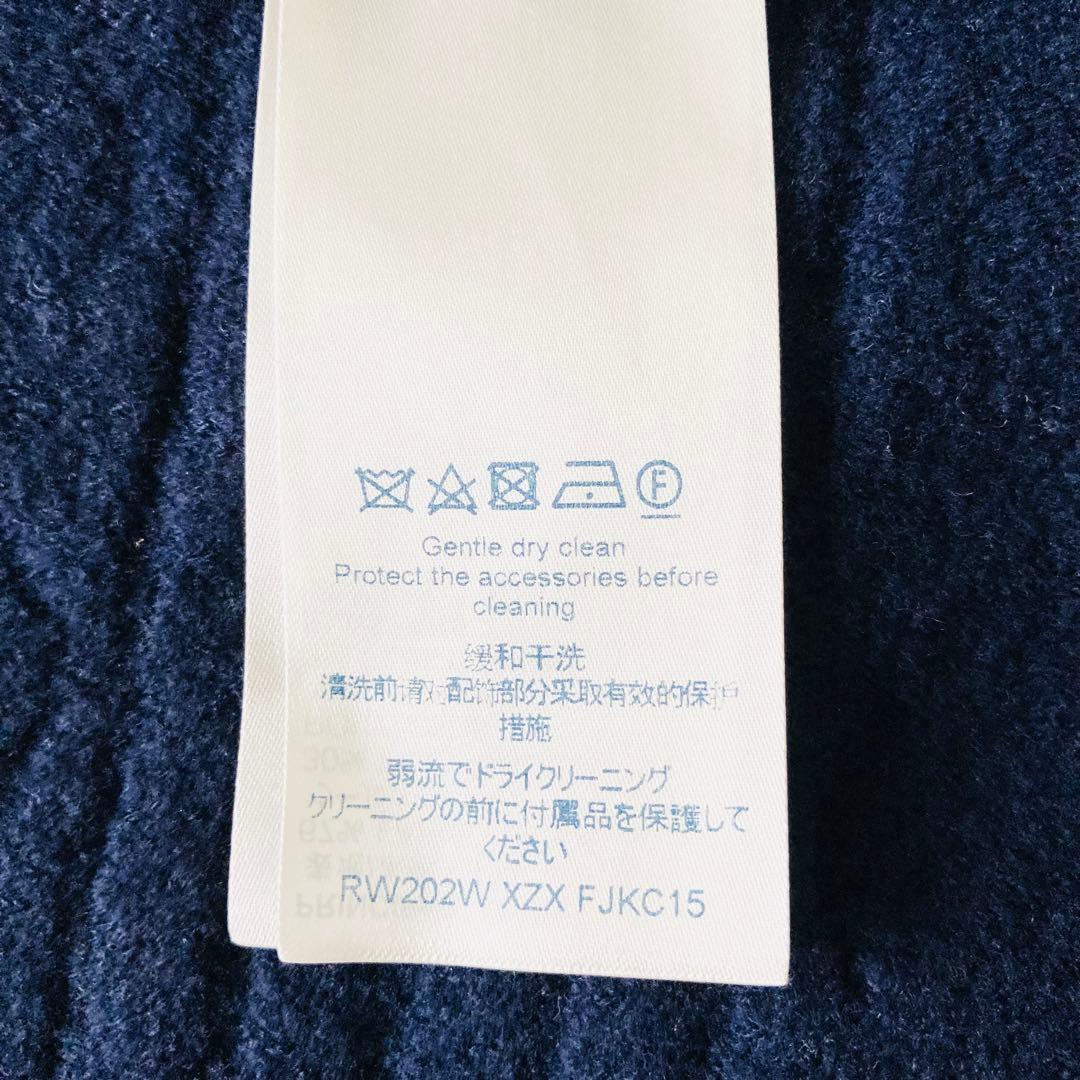 F
Gentle dry clean
Protect the accessories before
cleaning
缓和干洗
清洗前请对配饰部分采取有效的保护
措施
弱流でドライクリーニング
クリーニングの前に付属品を保護して
ください
RW202W XZX FJKC15